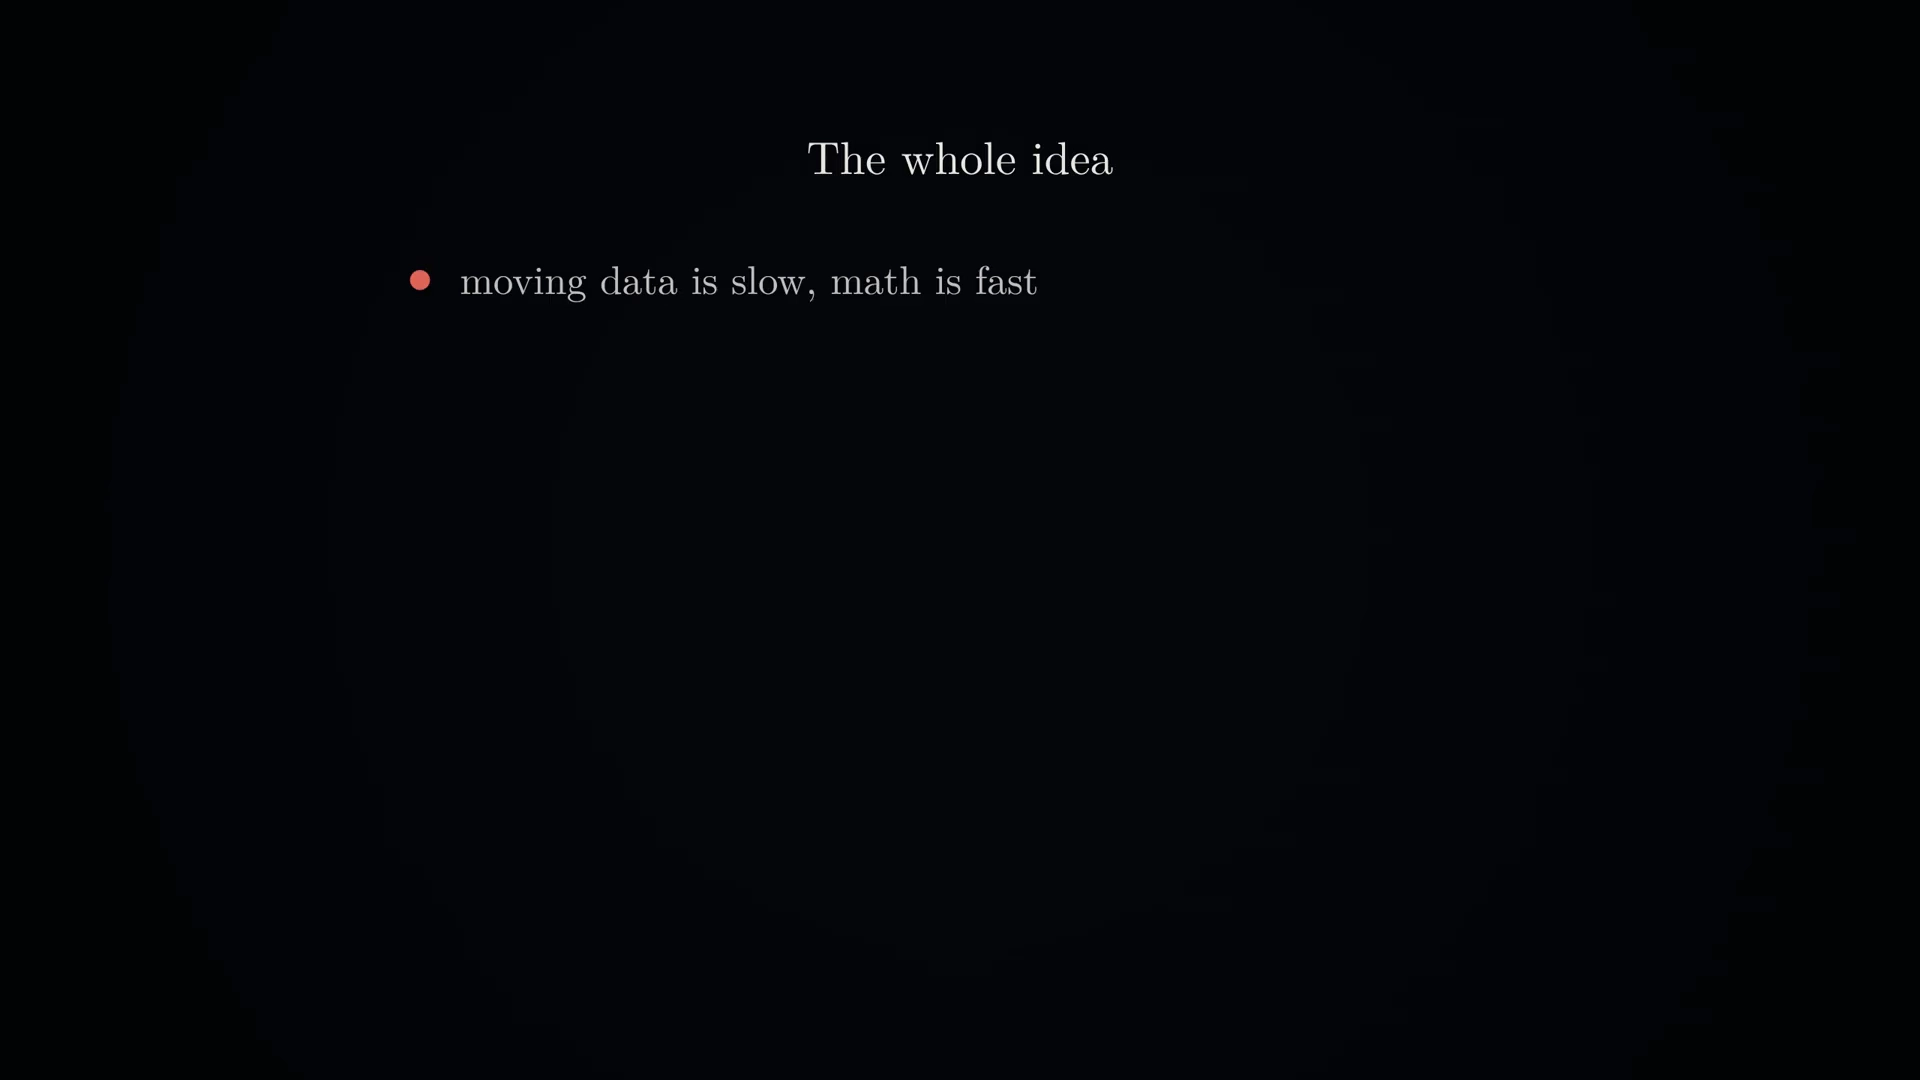 The whole idea
moving data is slow, math is fast